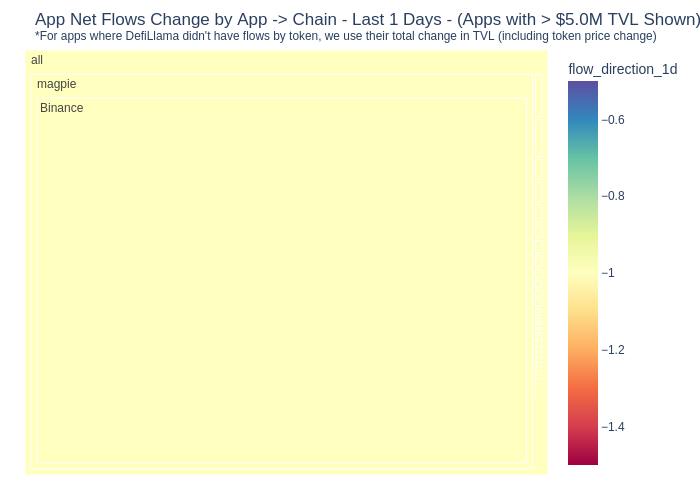 App Net Flows Change by App -> Chain - Last 1 Days - (Apps with > $5.0M TVL Shown)
*For apps where DefiLlama didn't have flows by token, we use their total change in TVL (including token price change)
all
magpie
Binance
flow_direction_1d
−0.6
−0.8
−1
−1.2
−1.4